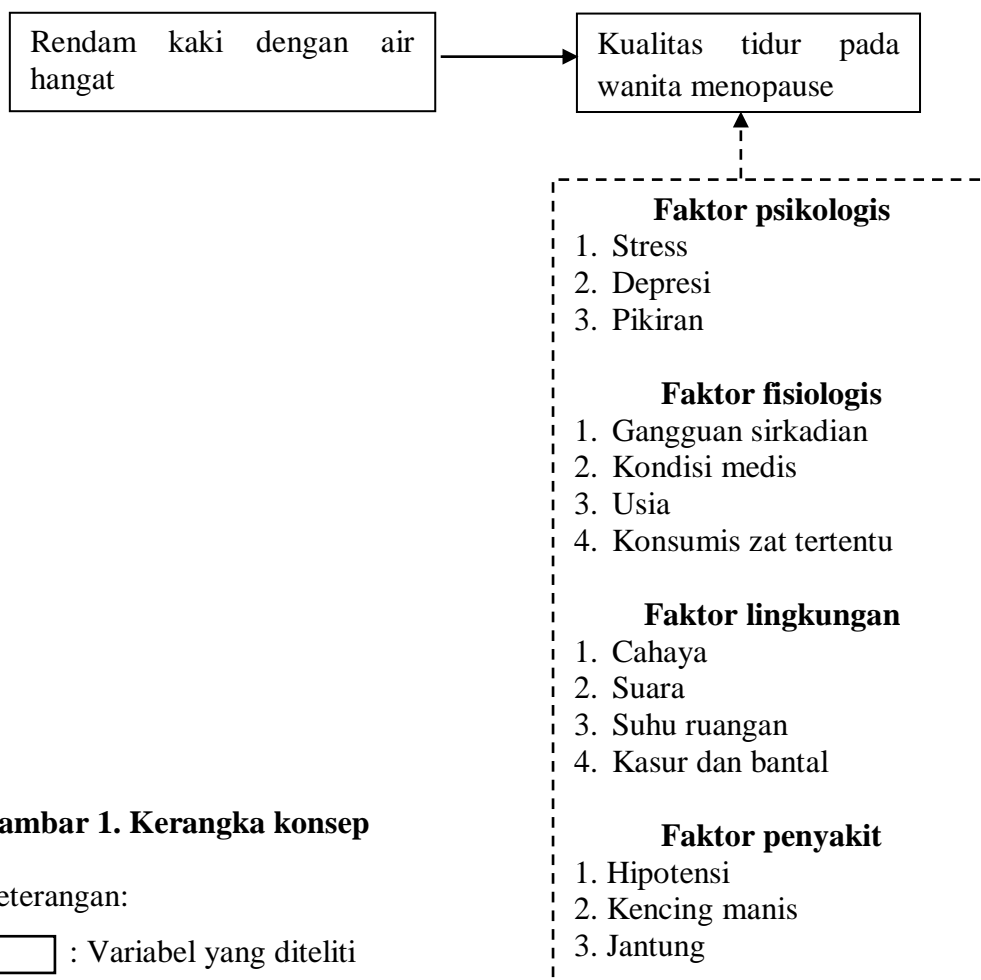 Rendam kaki dengan air
hangat
Kualitas tidur pada
wanita menopause
Faktor psikologis
1. Stress
2. Depresi
3. Pikiran
Faktor fisiologis
1. Gangguan sirkadian
2. Kondisi medis
3. Usia
4. Konsumis zat tertentu
Faktor lingkungan
1. Cahaya
2. Suara
3. Suhu ruangan
4. Kasur dan bantal
Faktor penyakit
1. Hipotensi
2. Kencing manis
3. Jantung
ambar 1. Kerangka konsep
eterangan:
: Variabel yang diteliti